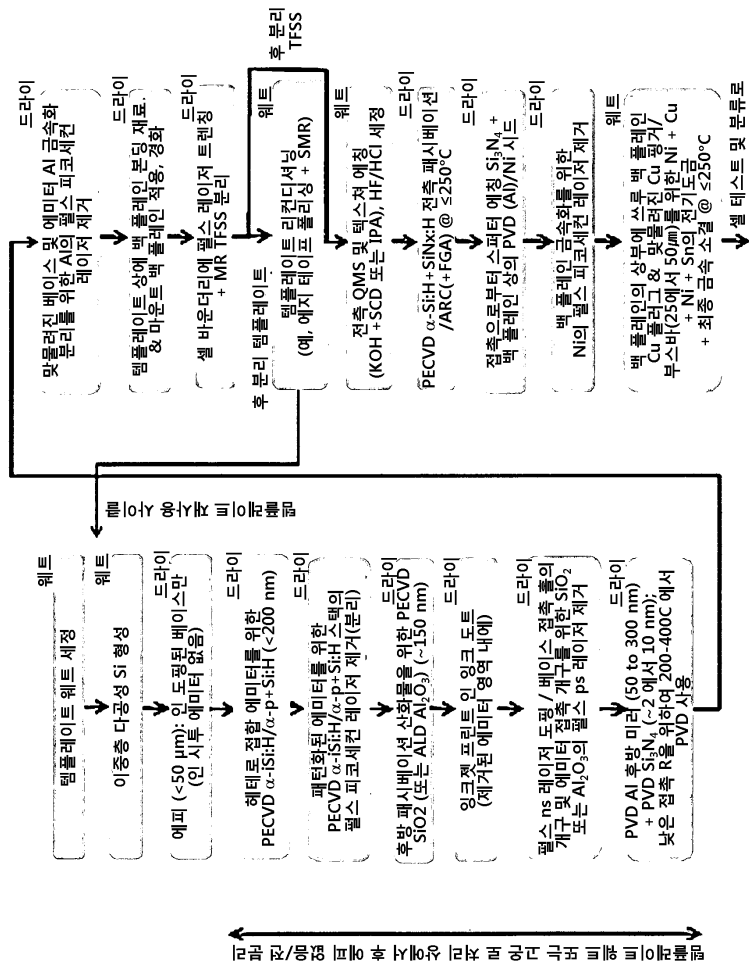 템플레이트 웨트 세정
웨트
이중층 다공성 Si 형성
웨트
에피 (<50 μm): 인 도핑된 베이스만
(인 시투 에미터 없음)
드라이
헤테로 접합 에미터를 위한
PECVD α-iSi:H/α-p+Si:H (<200 nm)
드라이
패턴화된 에미터를 위한
PECVD α-iSi:H/α-p+Si:H 스택의
펄스 피코세컨 레이저 제거(분리)
드라이
후방 패시베이션 산화물을 위한 PECVD
SiO2 (또는 ALD Al₂O₃) (~150 nm)
드라이
잉크젯 프린트 인 잉크 도트
(제거된 에미터 영역 내에)
드라이
펄스 ns 레이저 도핑 / 베이스 접촉 홀의
개구 및 에미터 접촉 개구를 위한 SiO₂
또는 Al₂O₃의 펄스 ps 레이저 제거
드라이
PVD Al 후방 미러 (50 to 300 nm)
+ PVD Si₃N₄ (~2 에서 10 nm);
낮은 접촉 R을 위하여 200-400C 에서
PVD 사용
드라이
템플레이트 웨트 또는 고온 로 처리 상에서 후 에피 없음/전 분리
템플레이트 재사용 사이클
맞물려진 베이스 및 에미터 Al 금속화
분리를 위한 Al의 펄스 피코세컨
레이저 제거
드라이
템플레이트 상에 백 플레인 본딩 재료.
& 마운트 백 플레인 적용, 경화
드라이
셀 바운더리에 펄스 레이저 트렌칭
+ MR TFSS 분리
드라이
후 분리 템플레이트
후 분리
TFSS
템플레이트 리컨디셔닝
(예, 에지 테이프 폴리싱 + SMR)
웨트
전측 QMS 및 텍스처 에칭
(KOH +SCD 또는 IPA), HF/HCl 세정
웨트
PECVD α-Si:H+SiNx:H 전측 패시베이션
/ARC(+FGA) @ ≤250°C
드라이
접촉으로부터 스퍼터 에칭 Si₃N₄ +
백 플레인 상의 PVD (Al)/Ni 시드
드라이
백 플레인 금속화를 위한
Ni의 펄스 피코세컨 레이저 제거
드라이
백 플레인의 상부에 쓰루 백 플레인
Cu 플러그 & 맞물려진 Cu 핑거/
부스바(25에서 50㎛)를 위한 Ni + Cu
+ Ni + Sn의 전기도금
+ 최종 금속 소결 @ ≤250°C
웨트
셀 테스트 및 분류로